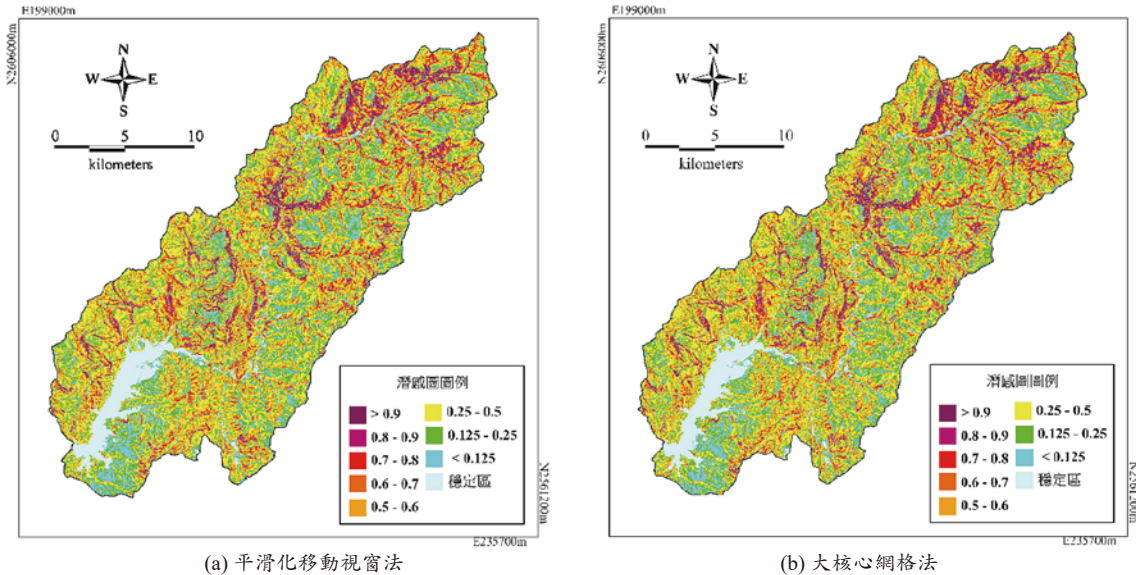 E199000m
N2606000m
N
W E
S
0 5 10
kilometers
潛感圖圖例
> 0.9
0.8 - 0.9
0.7 - 0.8
0.6 - 0.7
0.5 - 0.6
0.25 - 0.5
0.125 - 0.25
< 0.125
穩定區
N2561200m
E235700m
(a) 平滑化移動視窗法
E199000m
N2606000m
N
W E
S
0 5 10
kilometers
潛感圖圖例
> 0.9
0.8 - 0.9
0.7 - 0.8
0.6 - 0.7
0.5 - 0.6
0.25 - 0.5
0.125 - 0.25
< 0.125
穩定區
N2561200m
E235700m
(b) 大核心網格法